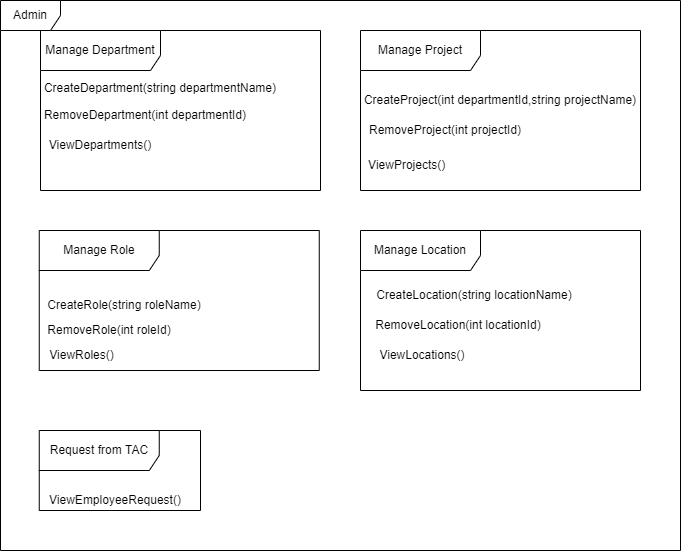 Admin
Manage Department
CreateDepartment(string departmentName)
RemoveDepartment(int departmentId)
ViewDepartments()
Manage Project
CreateProject(int departmentId,string projectName)
RemoveProject(int projectId)
ViewProjects()
Manage Role
CreateRole(string roleName)
RemoveRole(int roleId)
ViewRoles()
Manage Location
CreateLocation(string locationName)
RemoveLocation(int locationId)
ViewLocations()
Request from TAC
ViewEmployeeRequest()